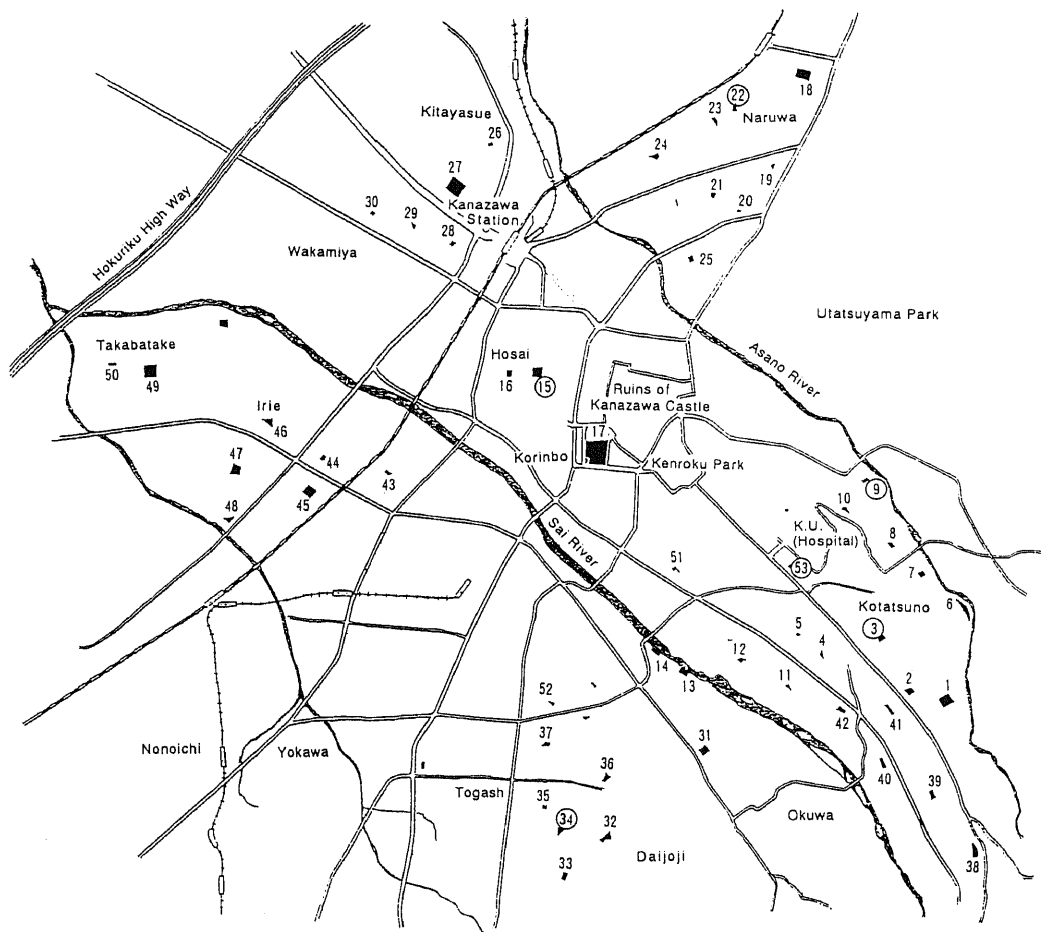 18
22
23
Naruwa
Kitayasue
26
24
27
19
21
20
Kanazawa
Station
30
29
28
25
Hokuriku High Way
Wakamiya
Utatsuyama Park
Asano River
Takabatake
50
49
Hosai
16
15
Ruins of
Kanazawa Castle
Irie
46
17
Korinbo
Kenroku Park
47
44
43
45
48
9
10
K.U.
(Hospital)
8
53
7
Sai River
51
Kotatsuno
6
3
5
4
12
14
13
11
2
1
52
42
41
37
31
Nonoichi
Yokawa
40
36
39
Togash
35
34
32
Okuwa
33
Daijoji
38